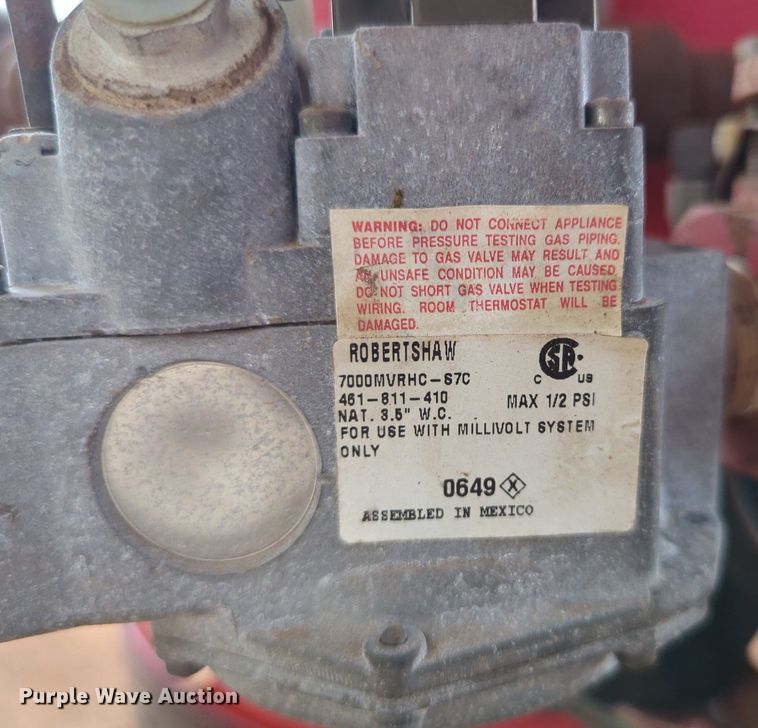 WARNING: DO NOT CONNECT APPLIANCE
BEFORE PRESSURE TESTING GAS PIPING.
DAMAGE TO GAS VALVE MAY RESULT AND
AN UNSAFE CONDITION MAY BE CAUSED.
DO NOT SHORT GAS VALVE WHEN TESTING
WIRING. ROOM THERMOSTAT WILL BE
DAMAGED.
ROBERTSHAW
7000MVRHC-S7C
C SA US
461-811-410 MAX 1/2 PSI
NAT. 3.5" W.C.
FOR USE WITH MILLIVOLT SYSTEM
ONLY
0649 X
ASSEMBLED IN MEXICO
Purple Wave Auction